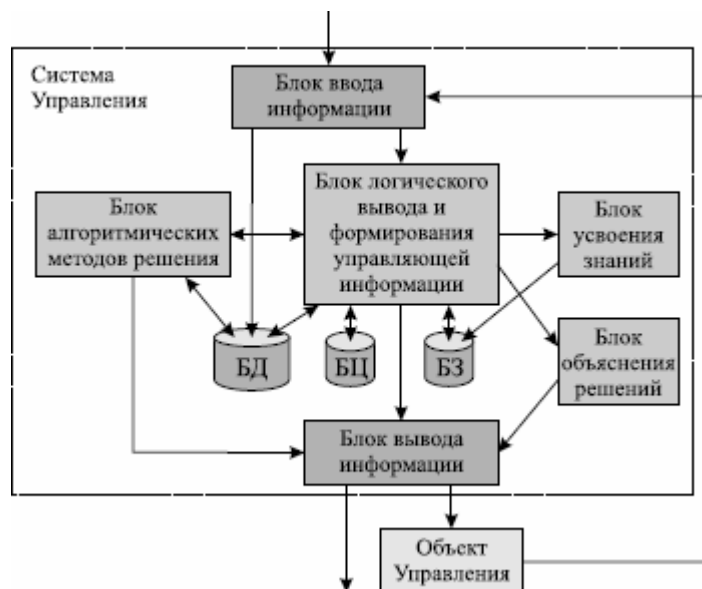 Система
Управления
Блок ввода
информации
Блок
алгоритмических
методов решения
Блок логического
вывода и
формирования
управляющей
информации
Блок
усвоения
знаний
БД
БЦ
БЗ
Блок
объяснения
решений
Блок вывода
информации
Объект
Управления